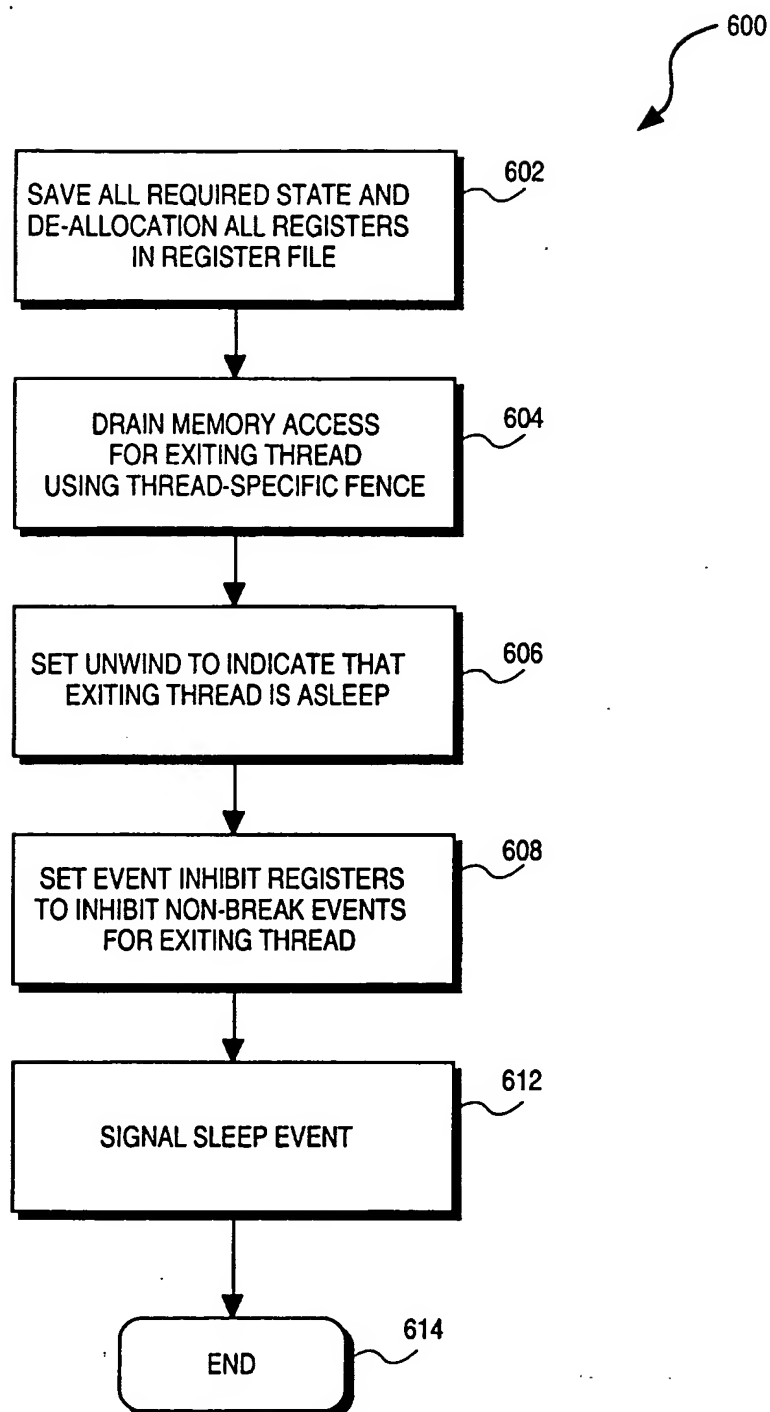 600
602
SAVE ALL REQUIRED STATE AND
DE-ALLOCATION ALL REGISTERS
IN REGISTER FILE
604
DRAIN MEMORY ACCESS
FOR EXITING THREAD
USING THREAD-SPECIFIC FENCE
606
SET UNWIND TO INDICATE THAT
EXITING THREAD IS ASLEEP
608
SET EVENT INHIBIT REGISTERS
TO INHIBIT NON-BREAK EVENTS
FOR EXITING THREAD
612
SIGNAL SLEEP EVENT
614
END